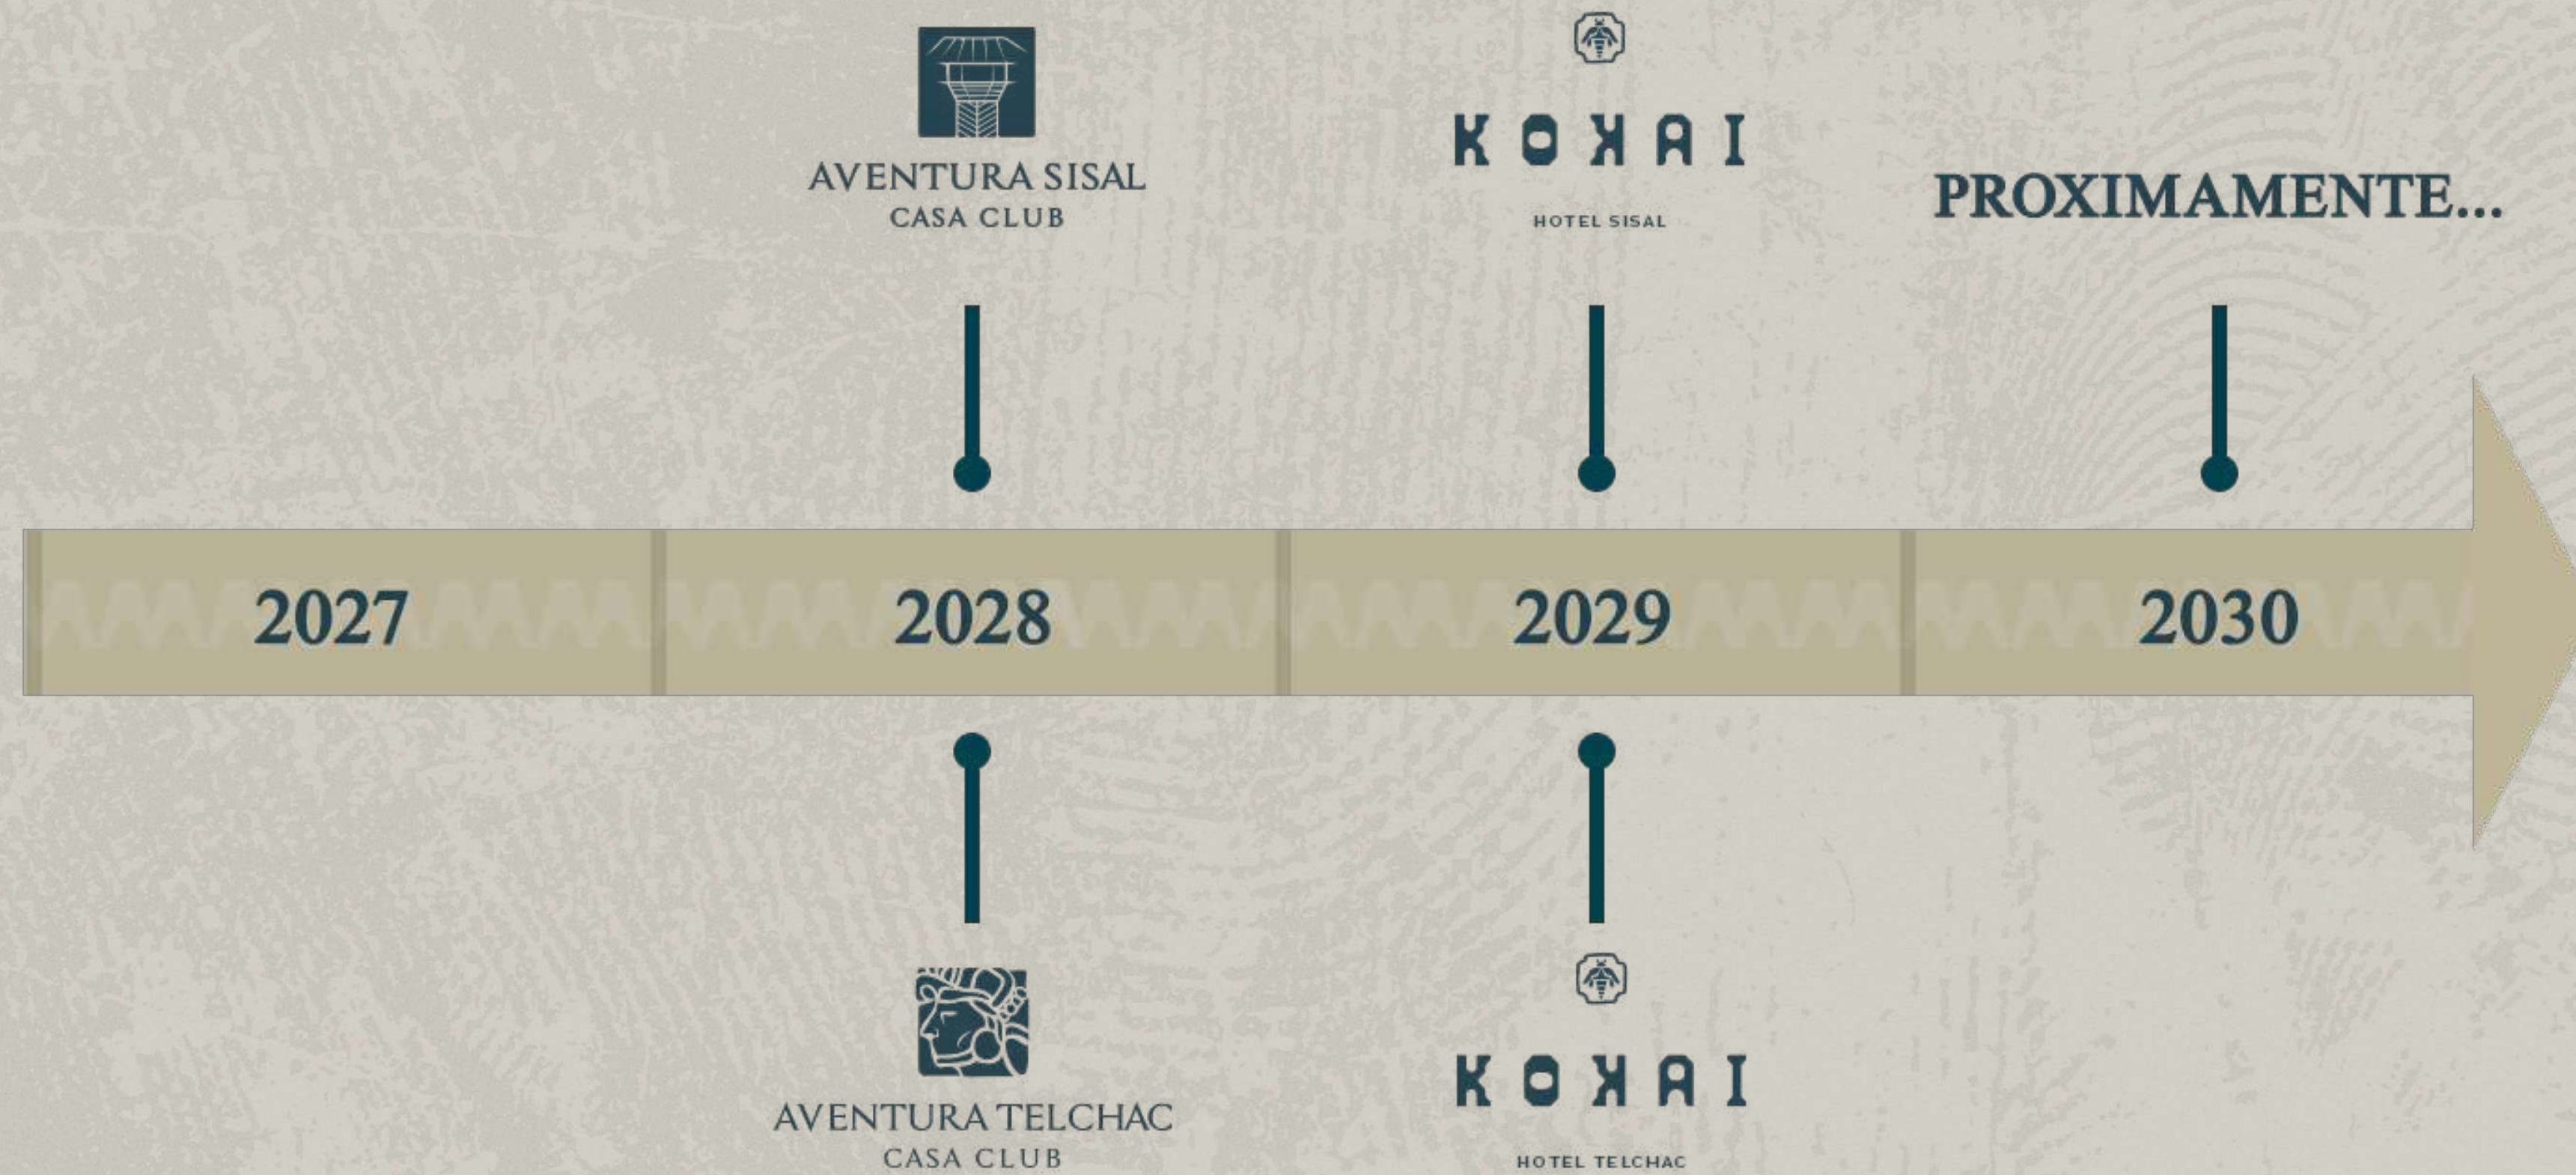 AVENTURA SISAL
CASA CLUB
KOKAI
HOTEL SISAL
PROXIMAMENTE...
2027
2028
2029
2030
AVENTURA TELCHAC
CASA CLUB
KOKAI
HOTEL TELCHAC